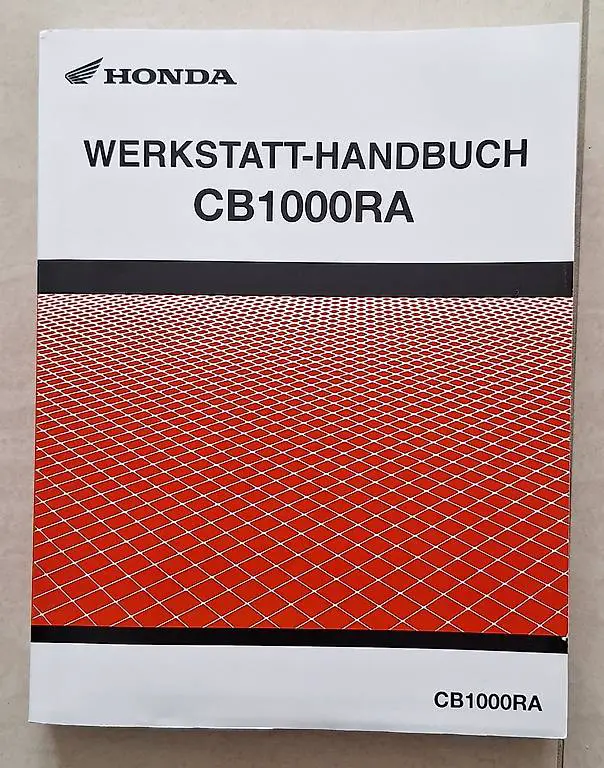 HONDA
WERKSTATT-HANDBUCH
CB1000RA
CB1000RA